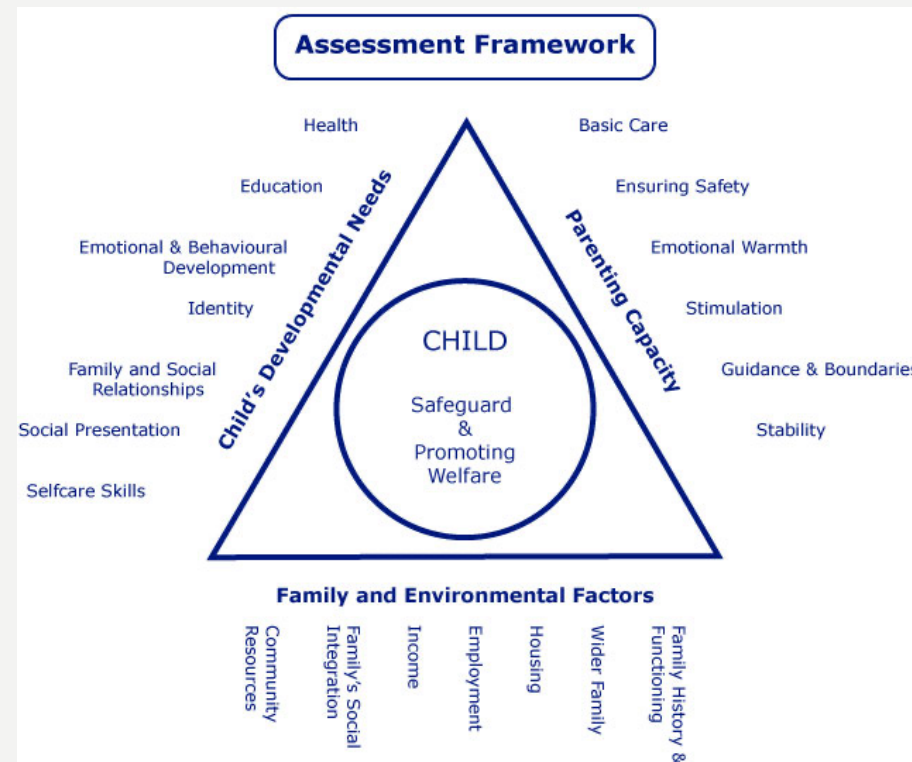 Assessment Framework
Health
Education
Emotional & Behavioural
Development
Identity
Family and Social
Relationships
Social Presentation
Selfcare Skills
Child's Developmental Needs
CHILD
Safeguard
&
Promoting
Welfare
Parenting Capacity
Basic Care
Ensuring Safety
Emotional Warmth
Stimulation
Guidance & Boundaries
Stability
Family and Environmental Factors
Community
Resources
Family's Social
Integration
Income
Employment
Housing
Wider Family
Family History &
Functioning